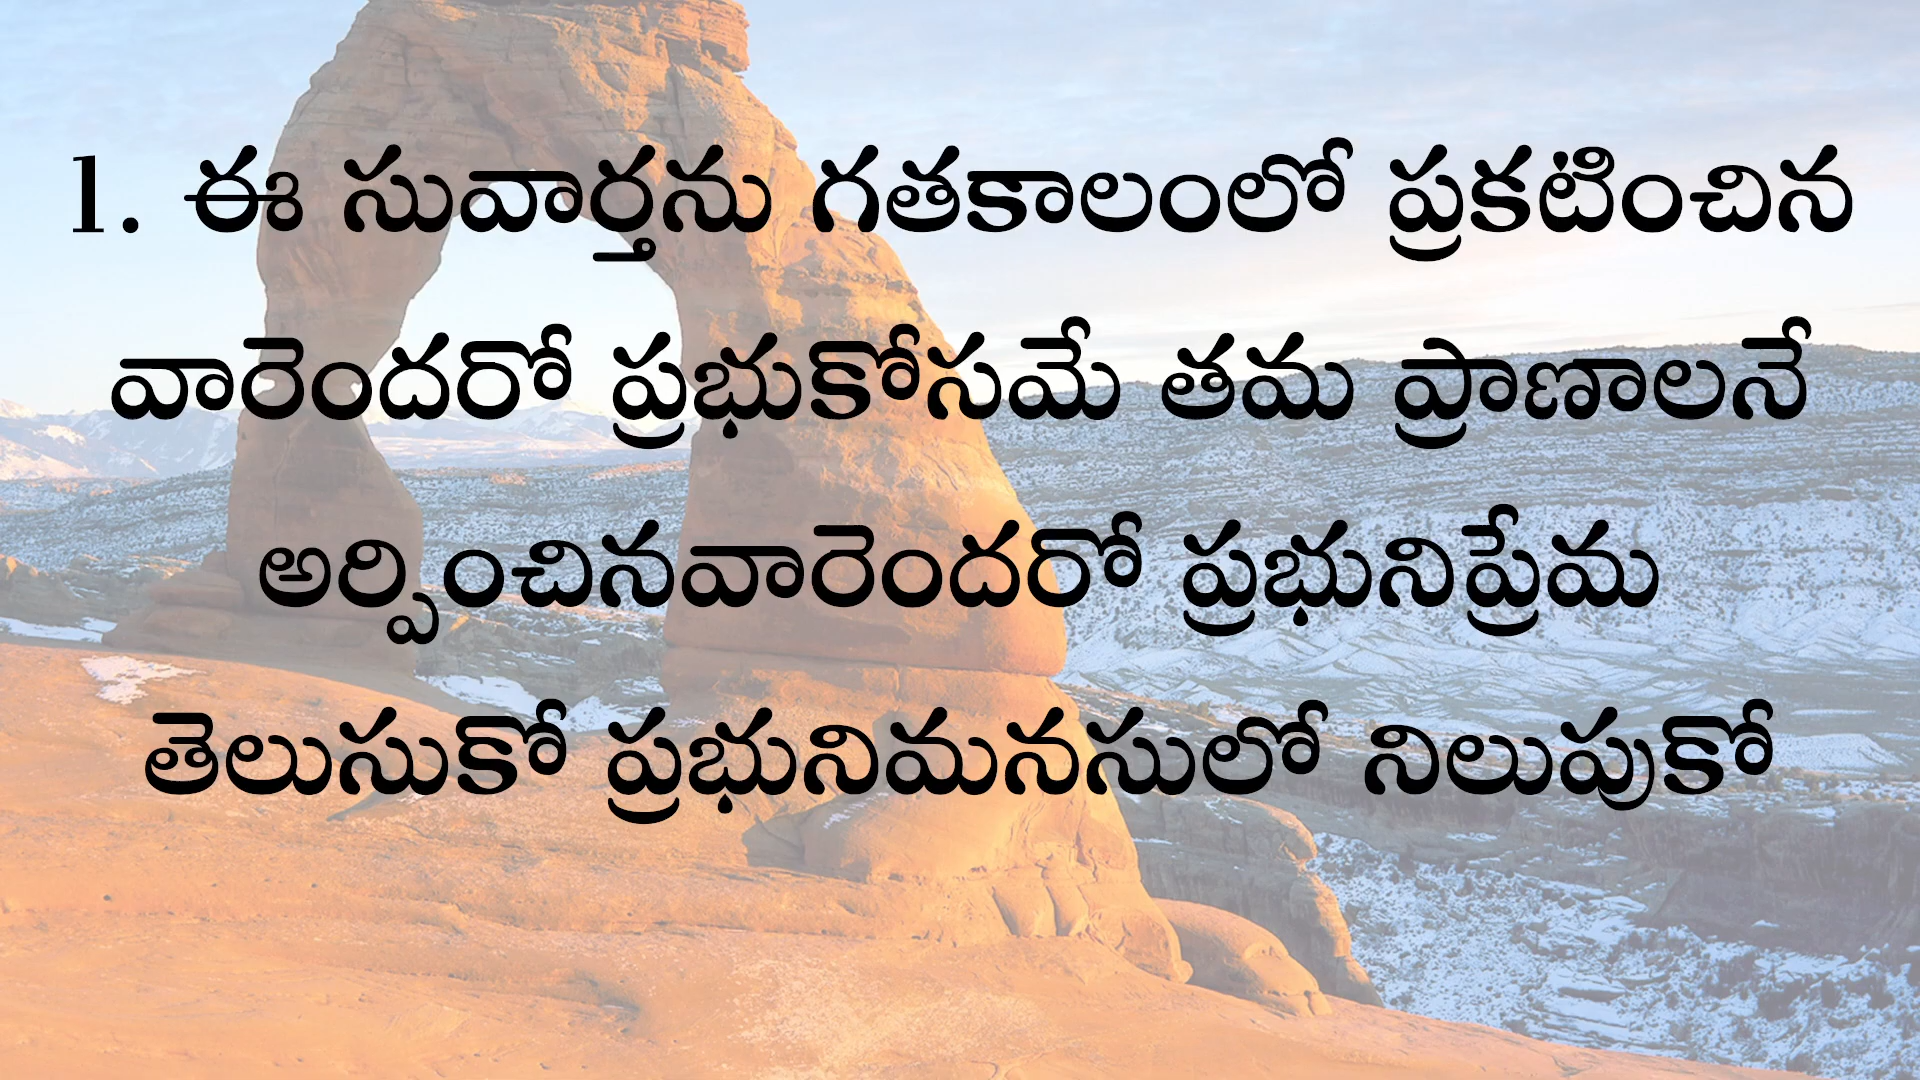 1. ఈ సువార్తను గతకాలంలో ప్రకటించిన
వారెందరో ప్రభుకోసమే తమ ప్రాణాలనే
అర్పించినవారెందరో ప్రభునిప్రేమ
తెలుసుకో ప్రభునిమనసులో నిలుపుకో